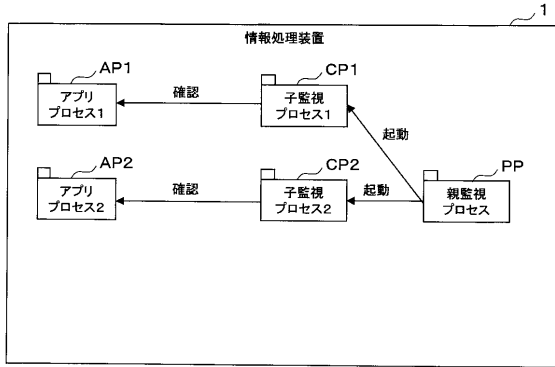 1
情報処理装置
AP1
アプリ
プロセス1
確認
CP1
子監視
プロセス1
起動
AP2
アプリ
プロセス2
確認
CP2
子監視
プロセス2
起動
PP
親監視
プロセス